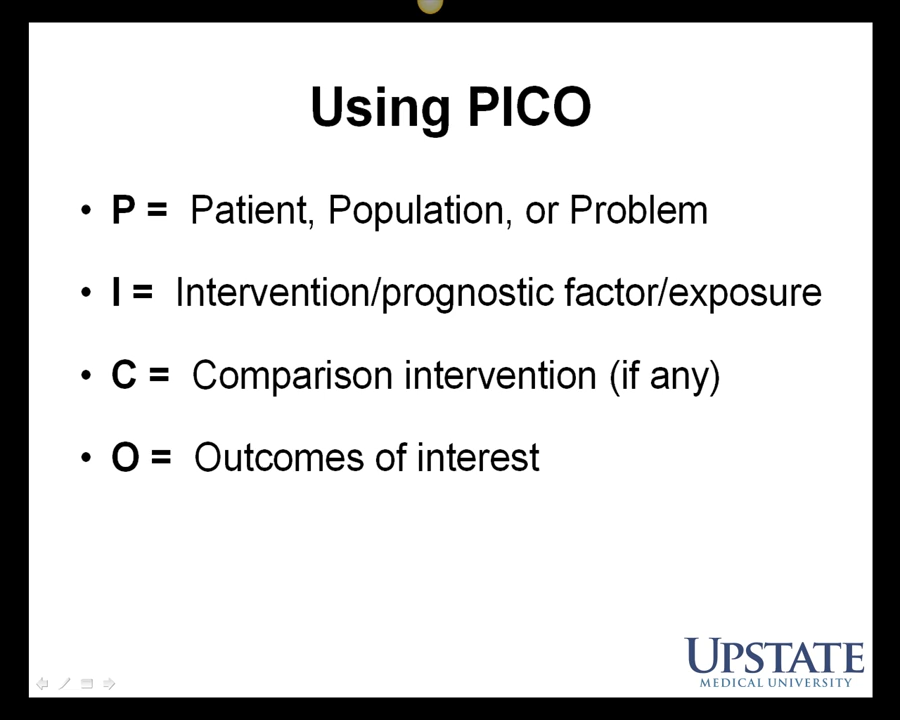 Using PICO
• P = Patient, Population, or Problem
• I = Intervention/prognostic factor/exposure
• C = Comparison intervention (if any)
• O = Outcomes of interest
UPSTATE
MEDICAL UNIVERSITY